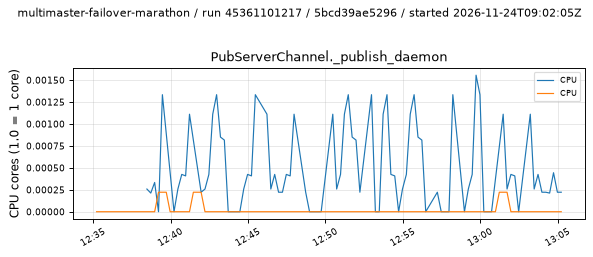 multimaster-failover-marathon / run 45361101217 / 5bcd39ae5296 / started 2026-11-24T09:02:05Z
PubServerChannel._publish_daemon
CPU cores (1.0 = 1 core)
0.00150
0.00125
0.00100
0.00075
0.00050
0.00025
0.00000
CPU
CPU
12:35
12:40
12:45
12:50
12:55
13:00
13:05